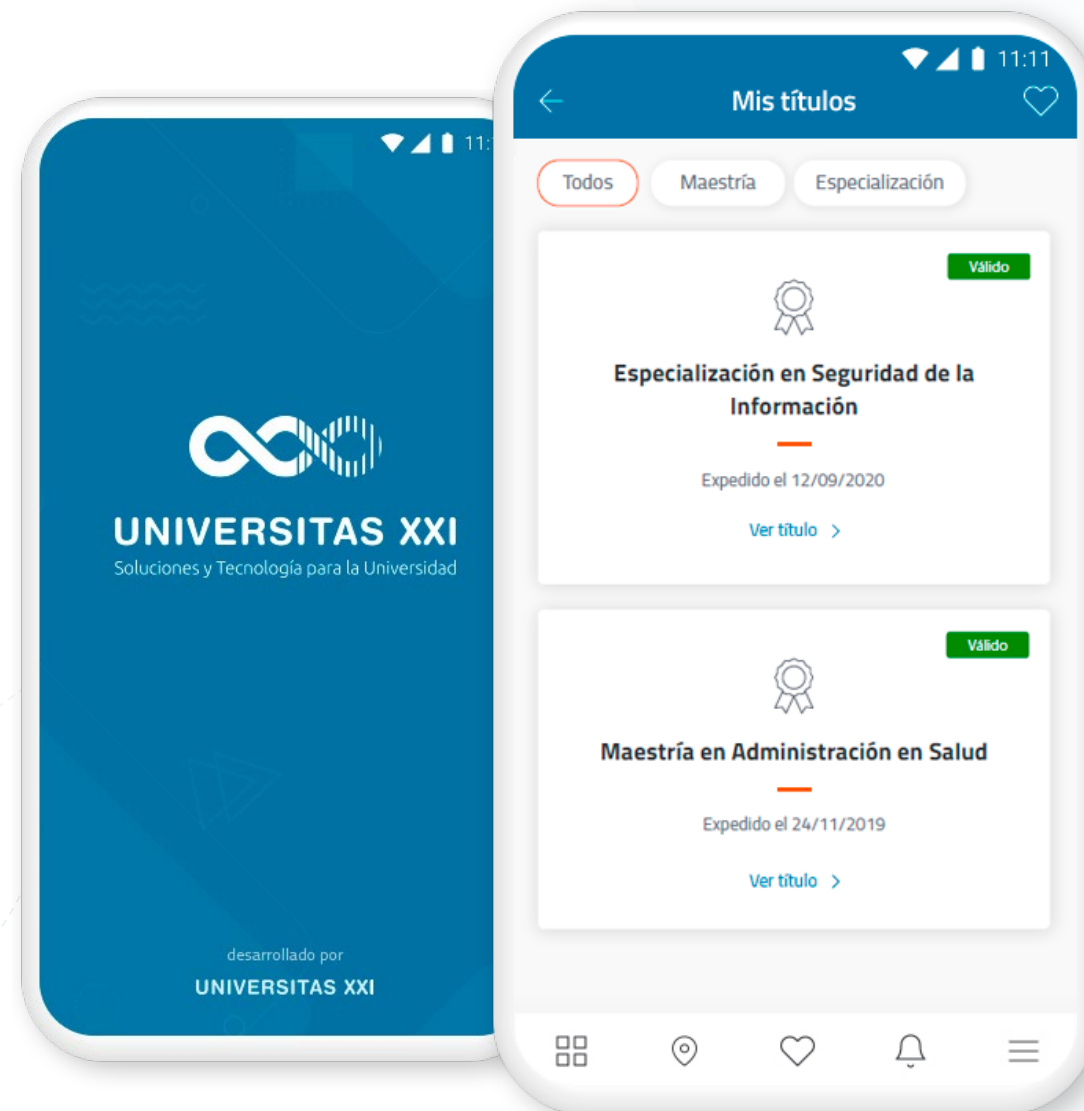 11:
UNIVERSITAS XXI
Soluciones y Tecnología para la Universidad
desarrollado por
UNIVERSITAS XXI
11:11
Mis títulos
Todos
Maestría
Especialización
Válido
Especialización en Seguridad de la
Información
Expedido el 12/09/2020
Ver título >
Válido
Maestría en Administración en Salud
Expedido el 24/11/2019
Ver título >